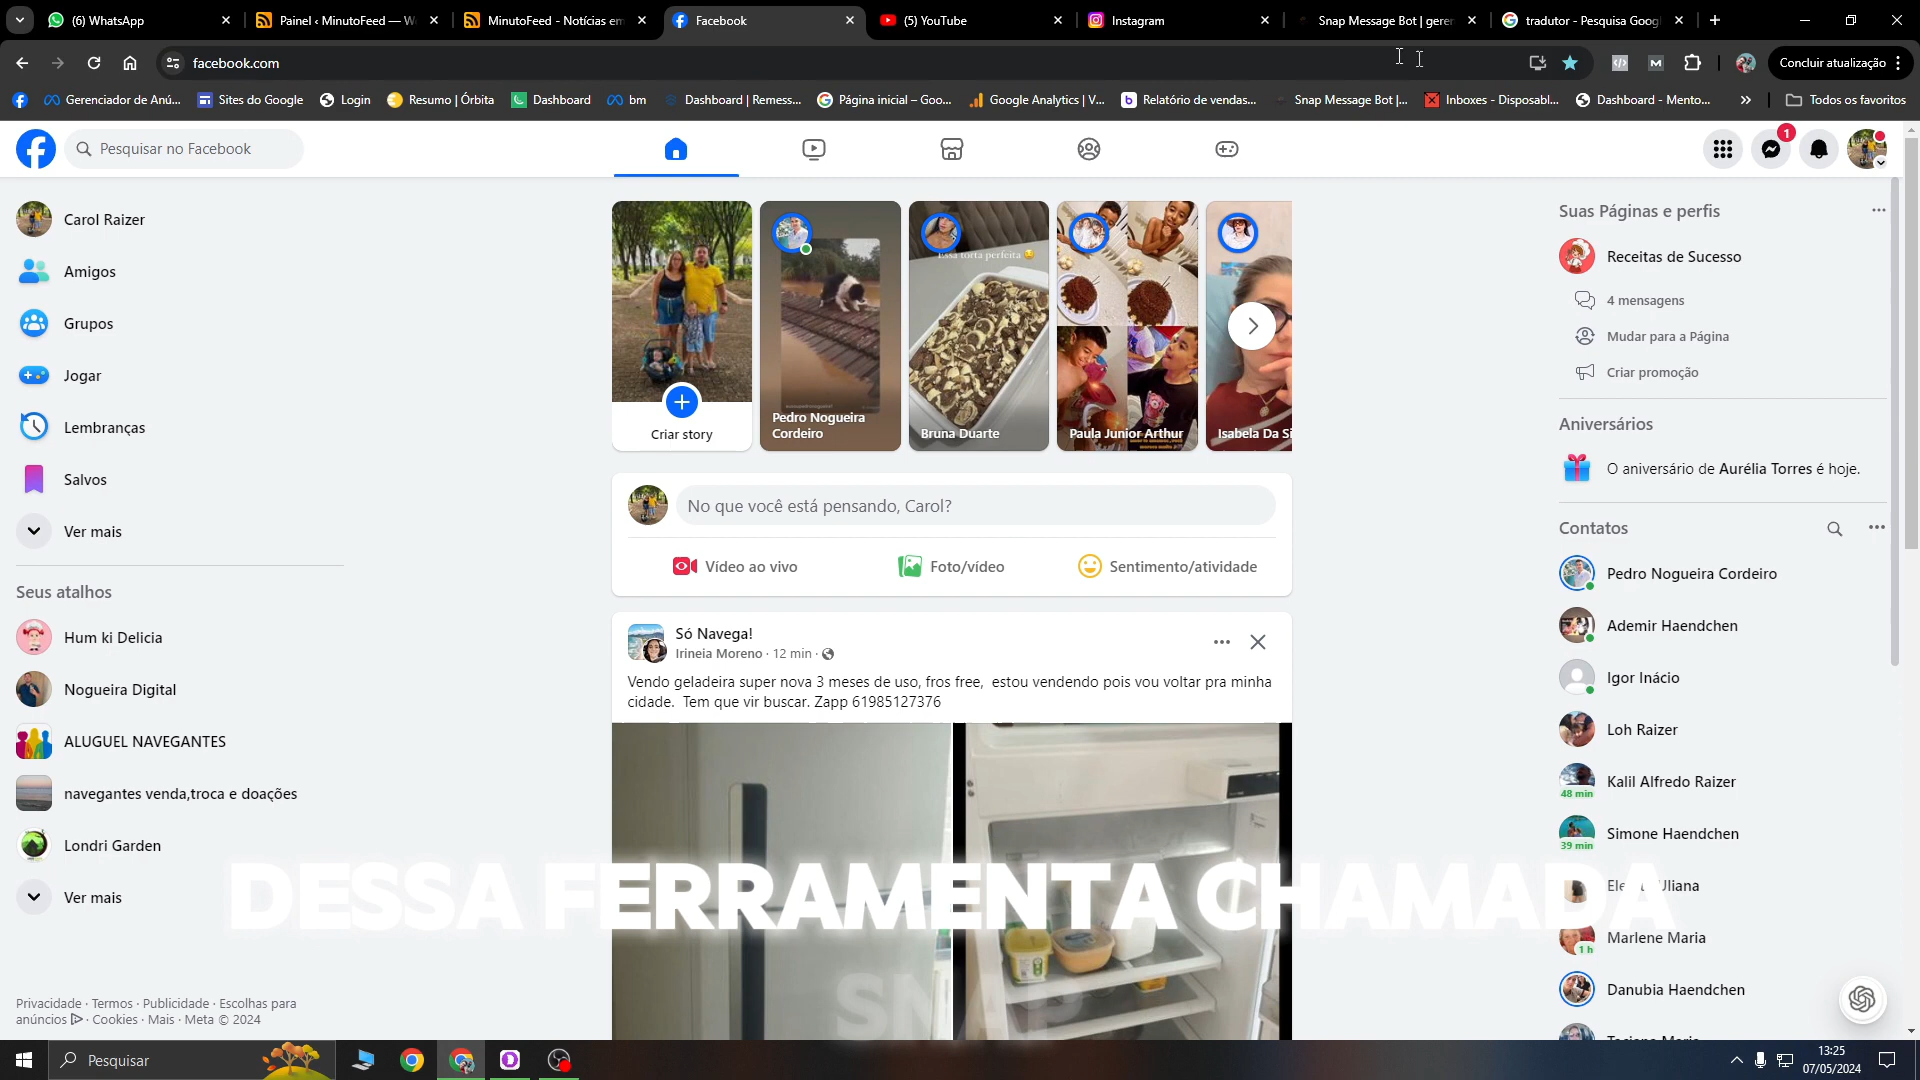 (6) WhatsApp
Painel ‹ MinutoFeed — W
MinutoFeed - Notícias em
Facebook
(5) YouTube
Instagram
Snap Message Bot | geren
tradutor - Pesquisa Googl
facebook.com
Concluir atualização
Gerenciador de Anú...
Sites do Google
Login
Resumo | Órbita
Dashboard
bm
Dashboard | Remess...
Página inicial – Goo...
Google Analytics | V...
Relatório de vendas...
Snap Message Bot |...
Inboxes - Disposabl...
Dashboard - Mento...
Todos os favoritos
Pesquisar no Facebook
1
Carol Raizer
Amigos
Grupos
Jogar
Lembranças
Salvos
Ver mais
Seus atalhos
Hum ki Delicia
Nogueira Digital
ALUGUEL NAVEGANTES
navegantes venda,troca e doações
Londri Garden
Ver mais
Privacidade · Termos · Publicidade · Escolhas para
anúncios · Cookies · Mais · Meta © 2024
Criar story
Pedro Nogueira
Cordeiro
Essa torta perfeita
Bruna Duarte
Paula Junior Arthur
Isabela Da Si
No que você está pensando, Carol?
Vídeo ao vivo
Foto/vídeo
Sentimento/atividade
Só Navega!
Irineia Moreno · 12 min ·
Vendo geladeira super nova 3 meses de uso, fros free, estou vendendo pois vou voltar pra minha
cidade. Tem que vir buscar. Zapp 61985127376
Suas Páginas e perfis
Receitas de Sucesso
4 mensagens
Mudar para a Página
Criar promoção
Aniversários
O aniversário de Aurélia Torres é hoje.
Contatos
Pedro Nogueira Cordeiro
Ademir Haendchen
Igor Inácio
Loh Raizer
Kalil Alfredo Raizer
48 min
Simone Haendchen
39 min
Uliana
Marlene Maria
1 h
Danubia Haendchen
DESSA FERRAMENTA CHAMADA
SNAP
Pesquisar
13:25
07/05/2024